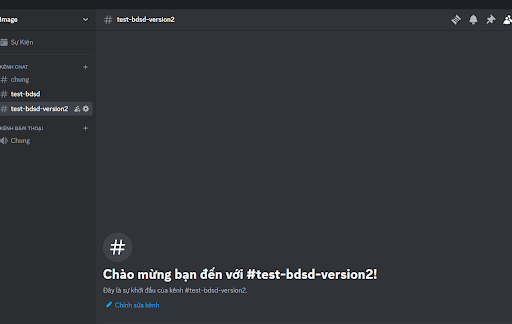 Image
test-bdsd-version2
Sự Kiện
KÊNH CHAT
chung
test-bdsd
test-bdsd-version2
KÊNH ĐÀM THOẠI
Chung
Chào mừng bạn đến với #test-bdsd-version2!
Đây là sự khởi đầu của kênh #test-bdsd-version2.
Chỉnh sửa kênh